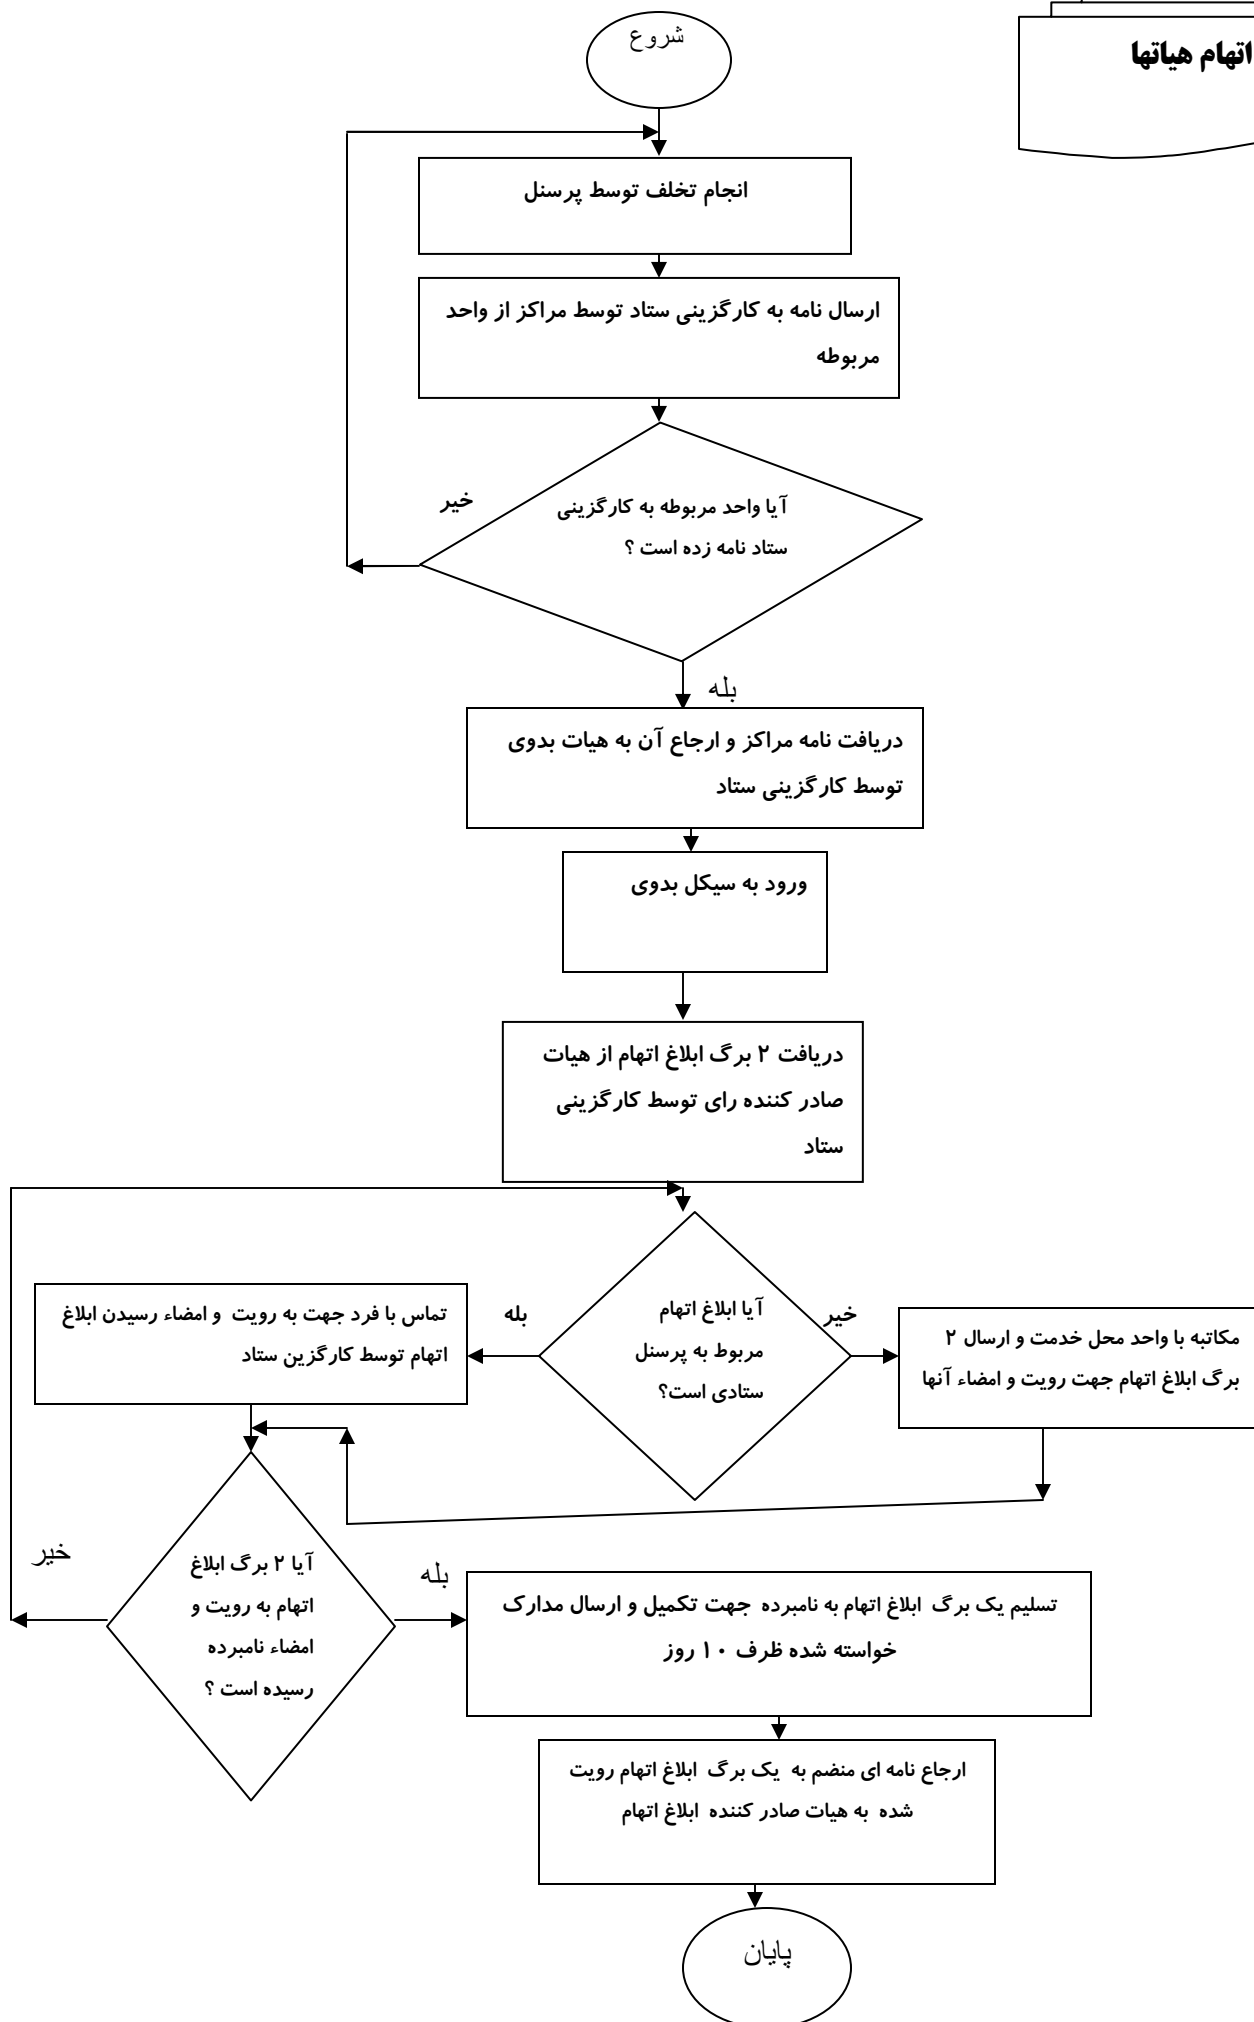 اتهام هیاتها
شروع
انجام تخلف توسط پرسنل
ارسال نامه به کارگزینی ستاد توسط مراکز از واحد
مربوطه
آیا واحد مربوطه به کارگزینی
ستاد نامه زده است ؟
خیر
بله
دریافت نامه مراکز و ارجاع آن به هیات بدوی
توسط کارگزینی ستاد
ورود به سیکل بدوی
دریافت ۲ برگ ابلاغ اتهام از هیات
صادر کننده رای توسط کارگزینی
ستاد
آیا ابلاغ اتهام
مربوط به پرسنل
ستادی است؟
خیر
بله
مکاتبه با واحد محل خدمت و ارسال ۲
برگ ابلاغ اتهام جهت رویت و امضاء آنها
تماس با فرد جهت به رویت و امضاء رسیدن ابلاغ
اتهام توسط کارگزین ستاد
آیا ۲ برگ ابلاغ
اتهام به رویت و
امضاء نامبرده
رسیده است ؟
خیر
بله
تسلیم یک برگ ابلاغ اتهام به نامبرده جهت تکمیل و ارسال مدارک
خواسته شده ظرف ۱۰ روز
ارجاع نامه ای منضم به یک برگ ابلاغ اتهام رویت
شده به هیات صادر کننده ابلاغ اتهام
پایان